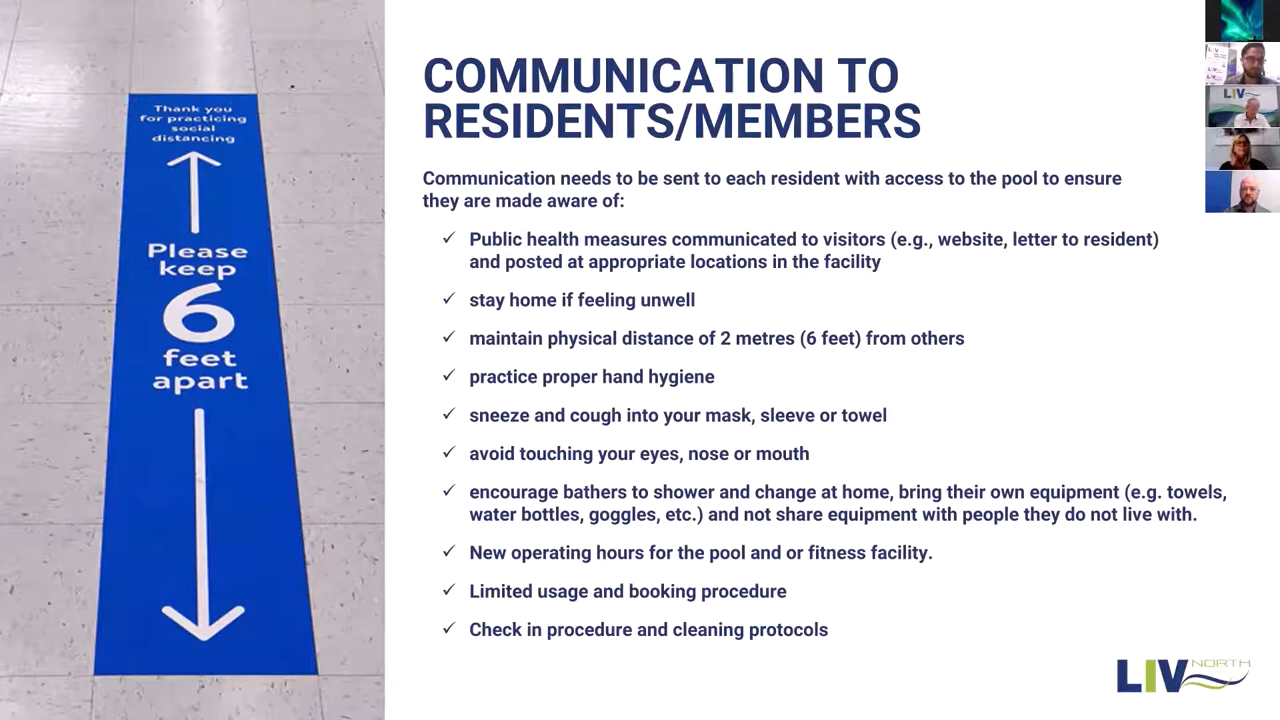 Thank you
for practicing
social
distancing
Please
keep
6
feet
apart
COMMUNICATION TO
RESIDENTS/MEMBERS
Communication needs to be sent to each resident with access to the pool to ensure
they are made aware of:
✓ Public health measures communicated to visitors (e.g., website, letter to resident)
and posted at appropriate locations in the facility
✓ stay home if feeling unwell
✓ maintain physical distance of 2 metres (6 feet) from others
✓ practice proper hand hygiene
✓ sneeze and cough into your mask, sleeve or towel
✓ avoid touching your eyes, nose or mouth
✓ encourage bathers to shower and change at home, bring their own equipment (e.g. towels,
water bottles, goggles, etc.) and not share equipment with people they do not live with.
✓ New operating hours for the pool and or fitness facility.
✓ Limited usage and booking procedure
✓ Check in procedure and cleaning protocols
LIV NORTH
LIV